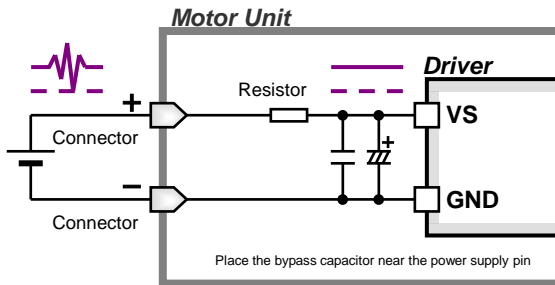 Motor Unit
Driver
Resistor
+
VS
Connector
+
−
GND
Connector
Place the bypass capacitor near the power supply pin